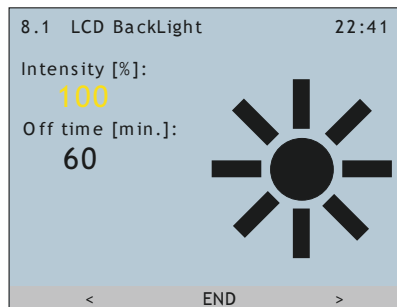 8.1 LCD BackLight 22:41
Intensity [%]:
100
Off time [min.]:
60
< END >